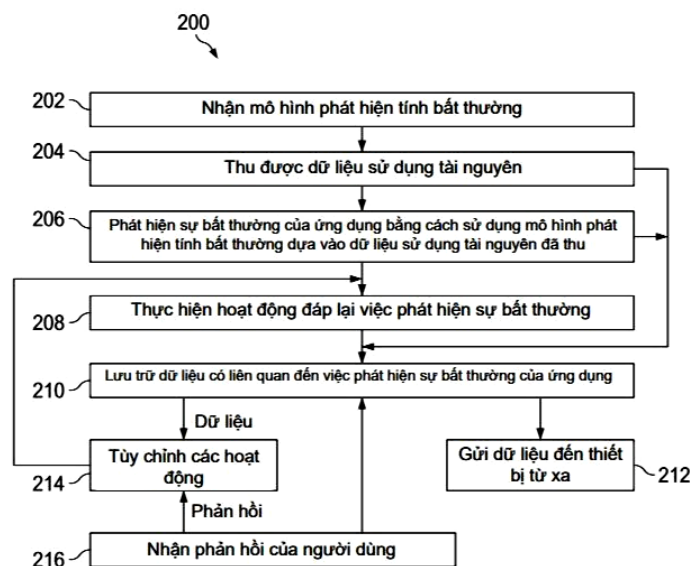 200
202
Nhận mô hình phát hiện tính bất thường
204
Thu được dữ liệu sử dụng tài nguyên
206
Phát hiện sự bất thường của ứng dụng bằng cách sử dụng mô hình phát
hiện tính bất thường dựa vào dữ liệu sử dụng tài nguyên đã thu
208
Thực hiện hoạt động đáp lại việc phát hiện sự bất thường
210
Lưu trữ dữ liệu có liên quan đến việc phát hiện sự bất thường của ứng dụng
Dữ liệu
214
Tùy chỉnh các hoạt
động
Gửi dữ liệu đến thiết
bị từ xa
212
Phản hồi
216
Nhận phản hồi của người dùng